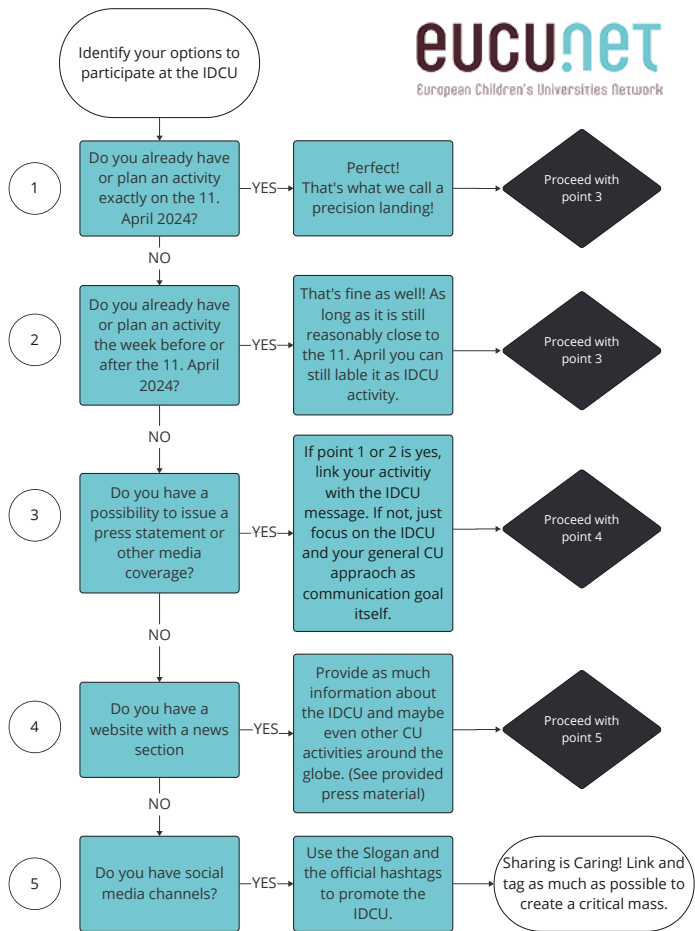 Identify your options to
participate at the IDCU
eucu.net
European Children's Universities Network
1
Do you already have
or plan an activity
exactly on the 11.
April 2024?
YES
Perfect!
That's what we call a
precision landing!
Proceed with
point 3
NO
2
Do you already have
or plan an activity
the week before or
after the 11. April
2024?
YES
That's fine as well! As
long as it is still
reasonably close to
the 11. April you can
still lable it as IDCU
activity.
Proceed with
point 3
NO
3
Do you have a
possibility to issue a
press statement or
other media
coverage?
YES
If point 1 or 2 is yes,
link your activitiy
with the IDCU
message. If not, just
focus on the IDCU
and your general CU
appraoch as
communication goal
itself.
Proceed with
point 4
NO
4
Do you have a
website with a news
section
YES
Provide as much
information about
the IDCU and maybe
even other CU
activities around the
globe. (See provided
press material)
Proceed with
point 5
NO
5
Do you have social
media channels?
YES
Use the Slogan and
the official hashtags
to promote the
IDCU.
Sharing is Caring! Link and
tag as much as possible to
create a critical mass.